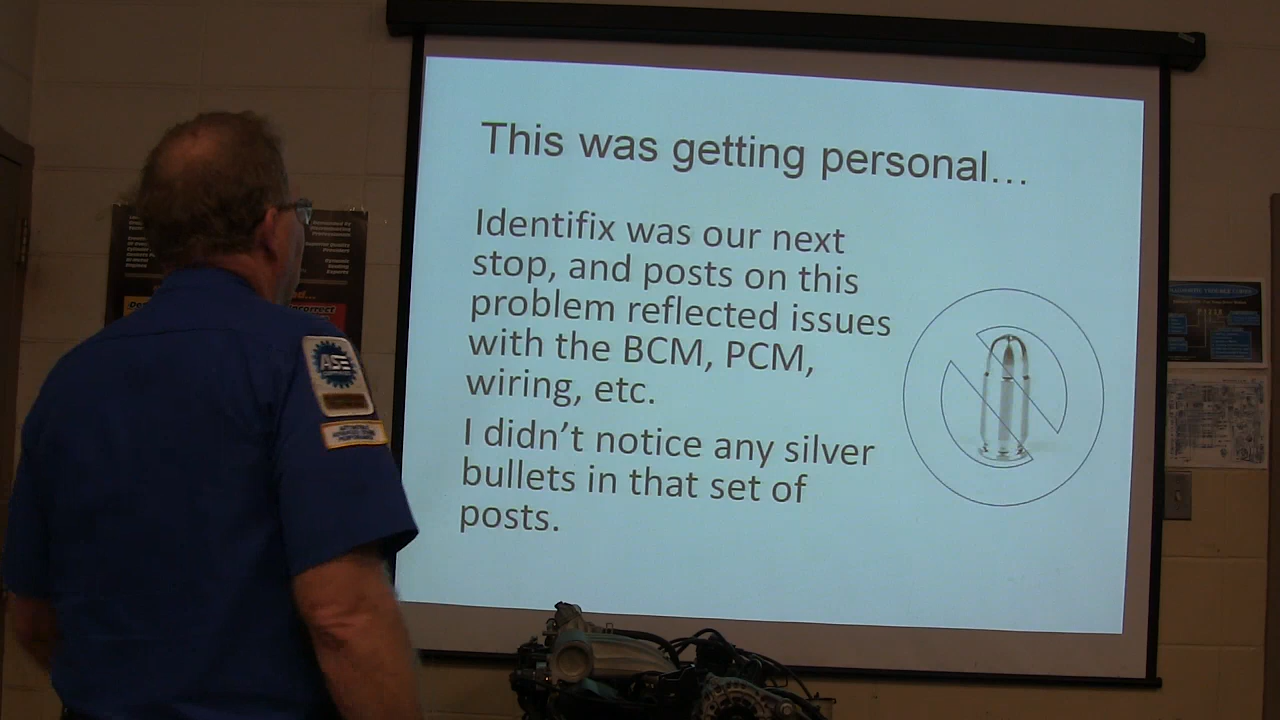 This was getting personal...
Identifix was our next
stop, and posts on this
problem reflected issues
with the BCM, PCM,
wiring, etc.
I didn't notice any silver
bullets in that set of
posts.
ASE